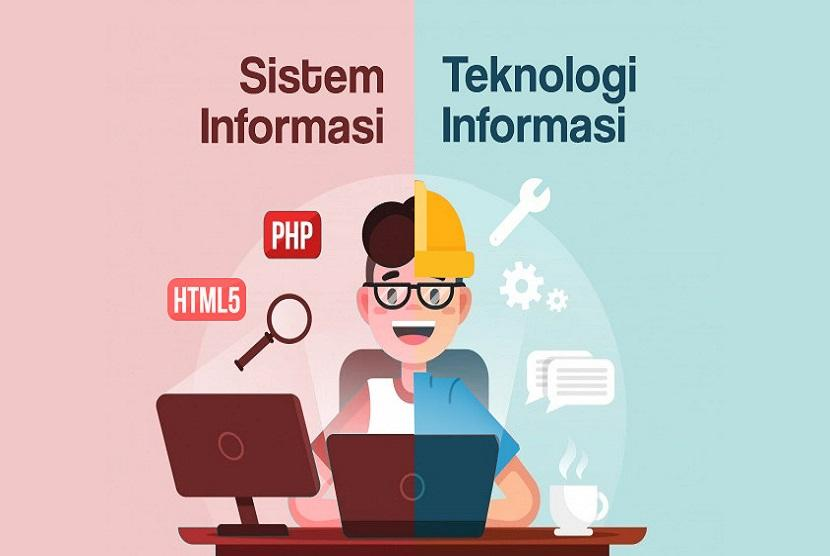 Sistem
Informasi
Teknologi
Informasi
PHP
HTML5